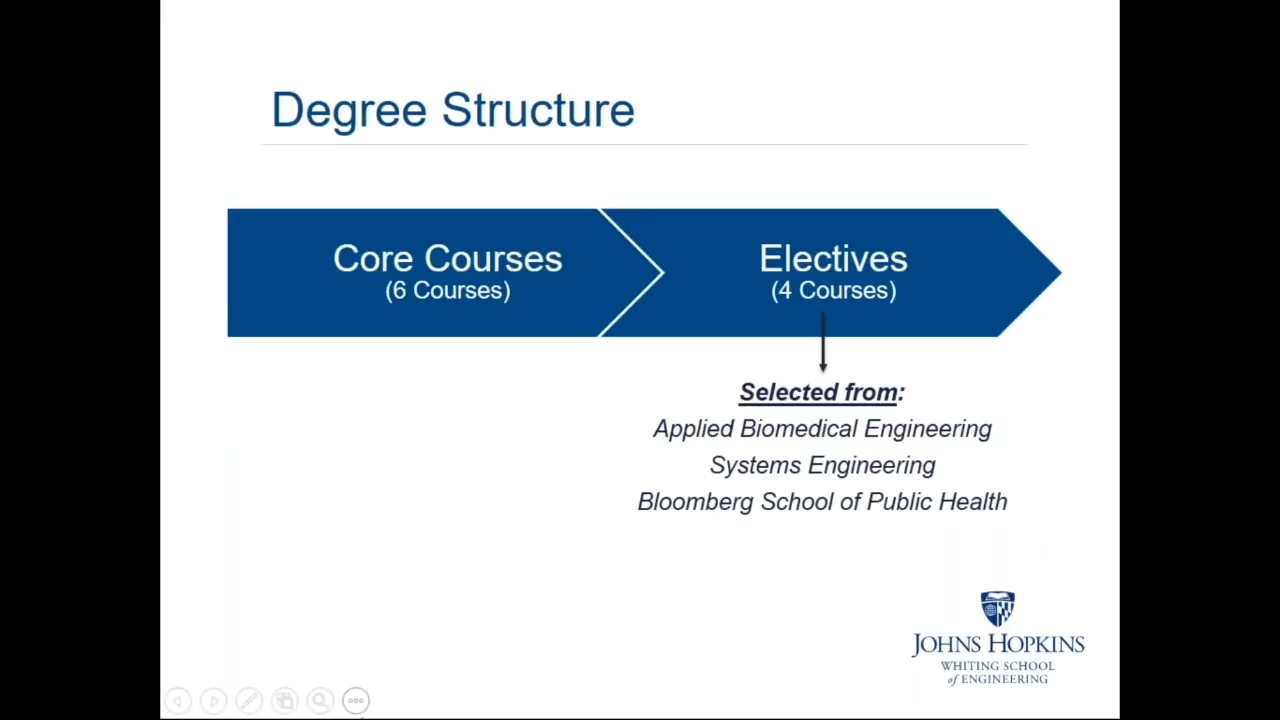 Degree Structure
Core Courses
(6 Courses)
Electives
(4 Courses)
Selected from:
Applied Biomedical Engineering
Systems Engineering
Bloomberg School of Public Health
JOHNS HOPKINS
WHITING SCHOOL
of ENGINEERING